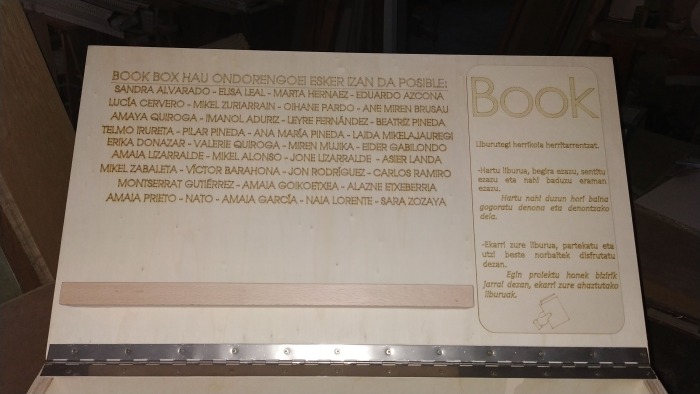 BOOK BOX HAU ONDORENGOEI ESKER IZAN DA POSIBLE:
SANDRA ALVARADO - ELISA LEAL - MARTA HERNAEZ - EDUARDO AZCONA
LUCÍA CERVERO - MIKEL ZURIARRAIN - OIHANE PARDO - ANE MIREN BRUSAU
AMAYA QUIROGA - IMANOL ADURIZ - LEYRE FERNÁNDEZ - BEATRIZ PINEDA
TELMO IRURETA - PILAR PINEDA - ANA MARÍA PINEDA - LAIDA MIKELAJAUREGI
ERIKA DONAZAR - VALERIE QUIROGA - MIREN MUJIKA - EIDER GABILONDO
AMAIA LIZARRALDE - MIKEL ALONSO - JONE LIZARRALDE - ASIER LANDA
MIKEL ZABALETA - VÍCTOR BARAHONA - JON RODRÍGUEZ - CARLOS RAMIRO
MONTSERRAT GUTIÉRREZ - AMAIA GOIKOETXEA - ALAZNE ETXEBERRIA
AMAIA PRIETO - NATO - AMAIA GARCÍA - NAIA LORENTE - SARA ZOZAYA
Book
Liburutegi herrikoia herritarrentzat.
-Hartu liburua, begira ezazu, sentitu
ezazu eta nahi baduzu eraman
ezazu.
Hartu nahi duzun hori baina
gogoratu denona eta denontzako
dela.
-Ekarri zure liburua, partekatu eta
utzi beste norbaitek disfrutatu
dezan.
Egin proiektu honek bizirik
jarrai dezan, ekarri zure ahaztutako
liburuak.